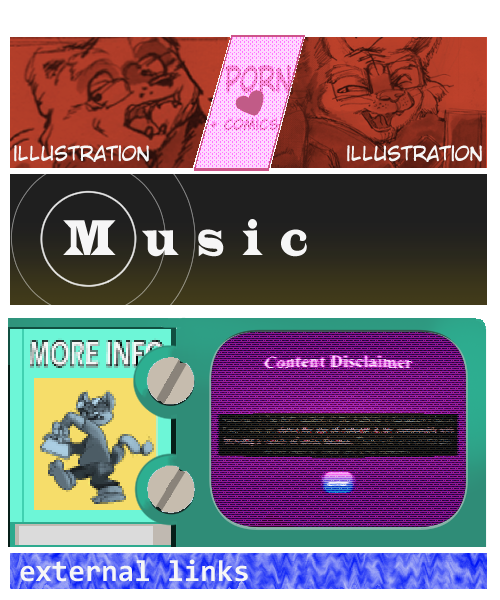 PORN
+ COMICS
ILLUSTRATION
ILLUSTRATION
Music
MORE INFO
Content Disclaimer
external links